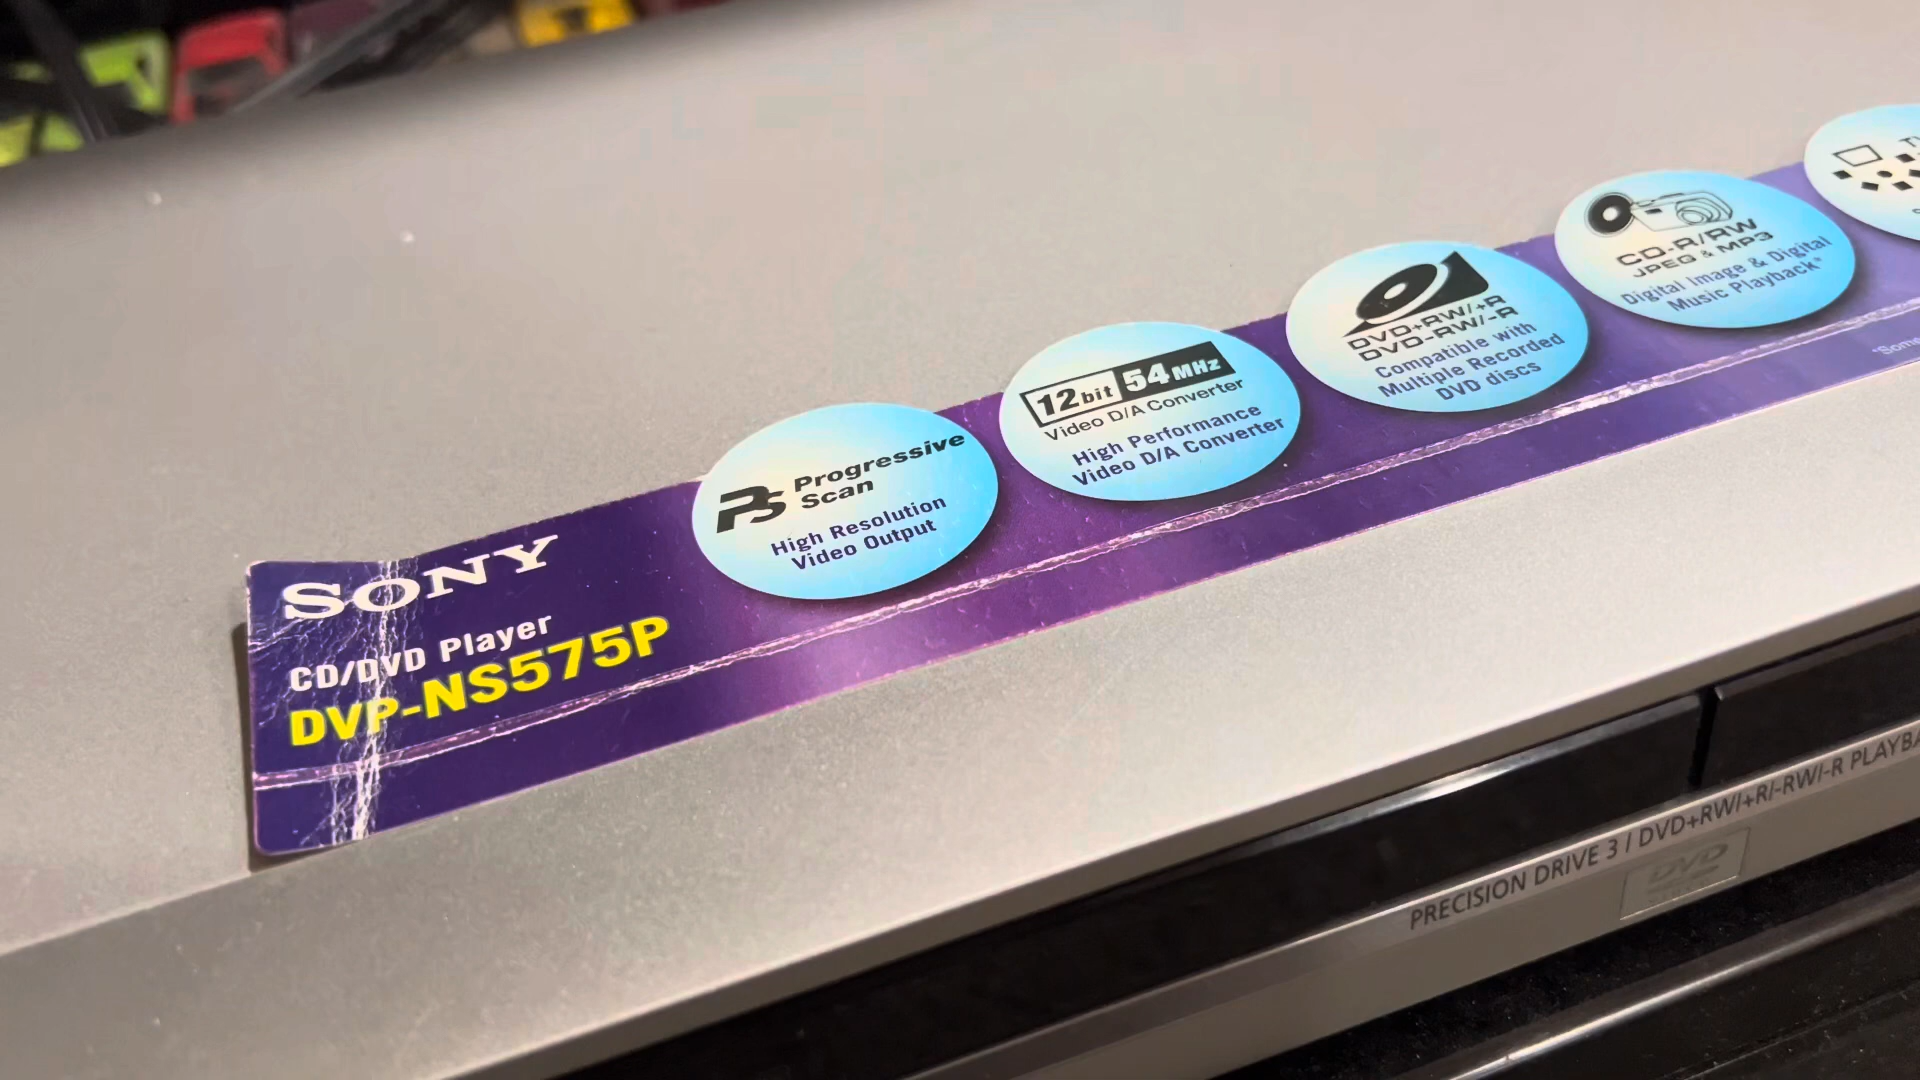 SONY
CD/DVD Player
DVP-NS575P
PS Progressive
Scan
High Resolution
Video Output
12bit 54MHz
Video D/A Converter
High Performance
Video D/A Converter
DVD+RW/+R
DVD-RW/-R
Compatible with
Multiple Recorded
DVD discs
CD-R/RW
JPEG & MP3
Digital Image & Digital
Music Playback*
PRECISION DRIVE 3 / DVD+RW/+R/-RW/-R
DVD